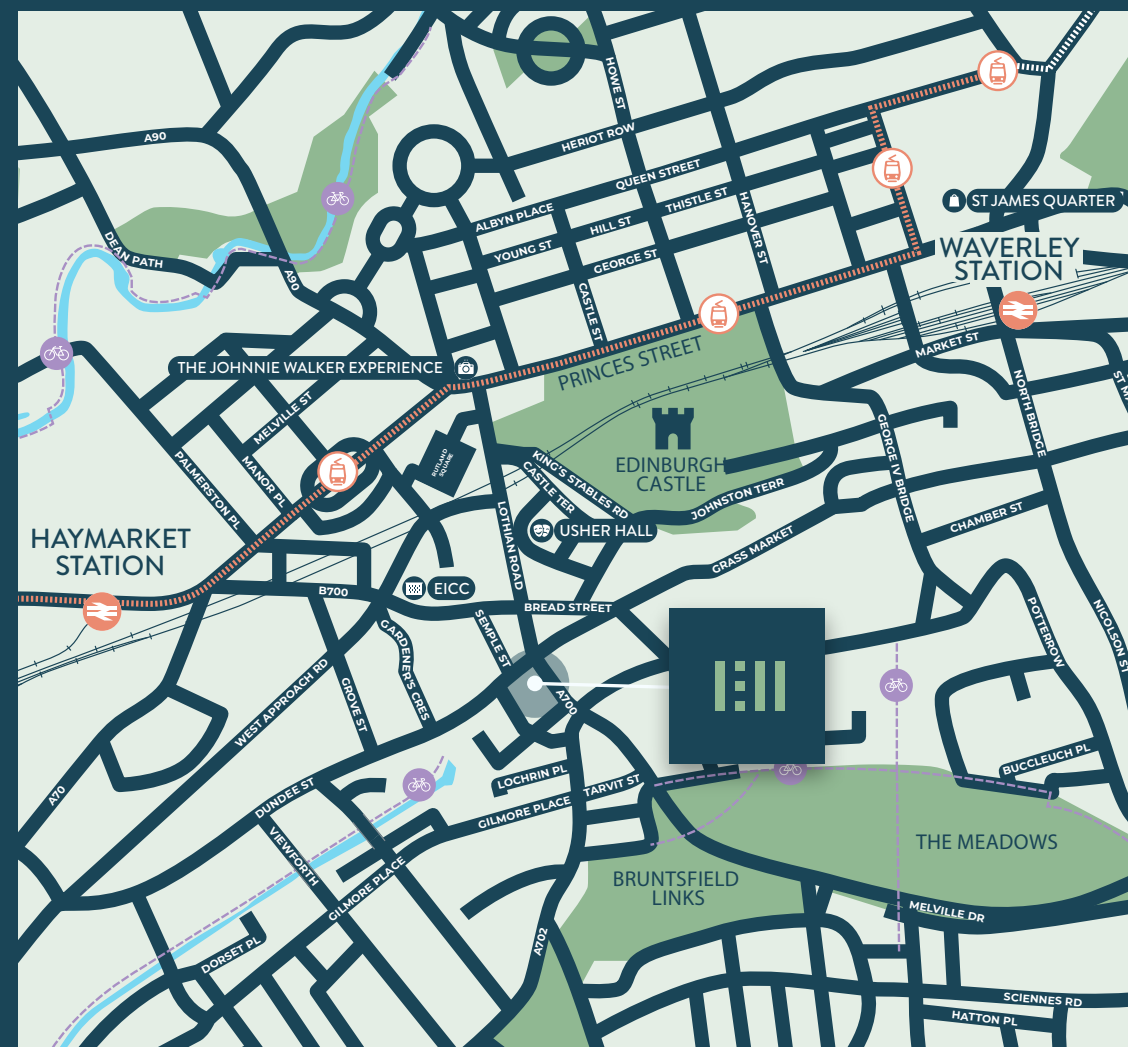 HOWE ST
A90
HERIOT ROW
QUEEN STREET
THISTLE ST
HANOVER ST
ST JAMES QUARTER
ALBYN PLACE
HILL ST
YOUNG ST
GEORGE ST
WAVERLEY
STATION
DEAN PATH
A90
CASTLE ST
MARKET ST
PRINCES STREET
THE JOHNNIE WALKER EXPERIENCE
NORTH BRIDGE
MELVILLE ST
GEORGE IV BRIDGE
PALMERSTON PL
MANOR PL
RUTLAND
SQUARE
KING'S STABLES RD
CASTLE TER
EDINBURGH
CASTLE
JOHNSTON TERR
LOTHIAN ROAD
USHER HALL
CHAMBER ST
HAYMARKET
STATION
GRASS MARKET
B700
EICC
BREAD STREET
SEMPLE ST
GARDENER'S CRES
POTTERROW
NICOLSON ST
WEST APPROACH RD
GROVE ST
A700
A70
DUNDEE ST
LOCHRIN PL
TARVIT ST
GILMORE PLACE
BUCCLEUCH PL
VIEWFORTH
THE MEADOWS
GILMORE PLACE
BRUNTSFIELD
LINKS
MELVILLE DR
A702
DORSET PL
SCIENNES RD
HATTON PL